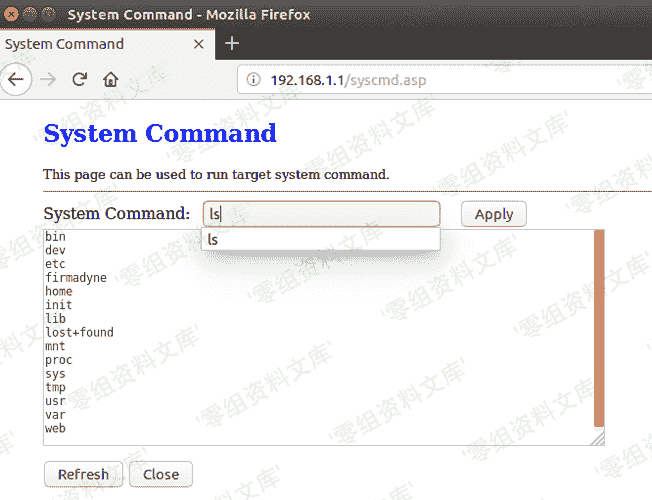 System Command - Mozilla Firefox
System Command
192.168.1.1/syscmd.asp
System Command
This page can be used to run target system command.
System Command: ls Apply
ls
bin
dev
etc
firmadyne
home
init
lib
lost+found
mnt
proc
sys
tmp
usr
var
web
Refresh Close
'零组资料文库'